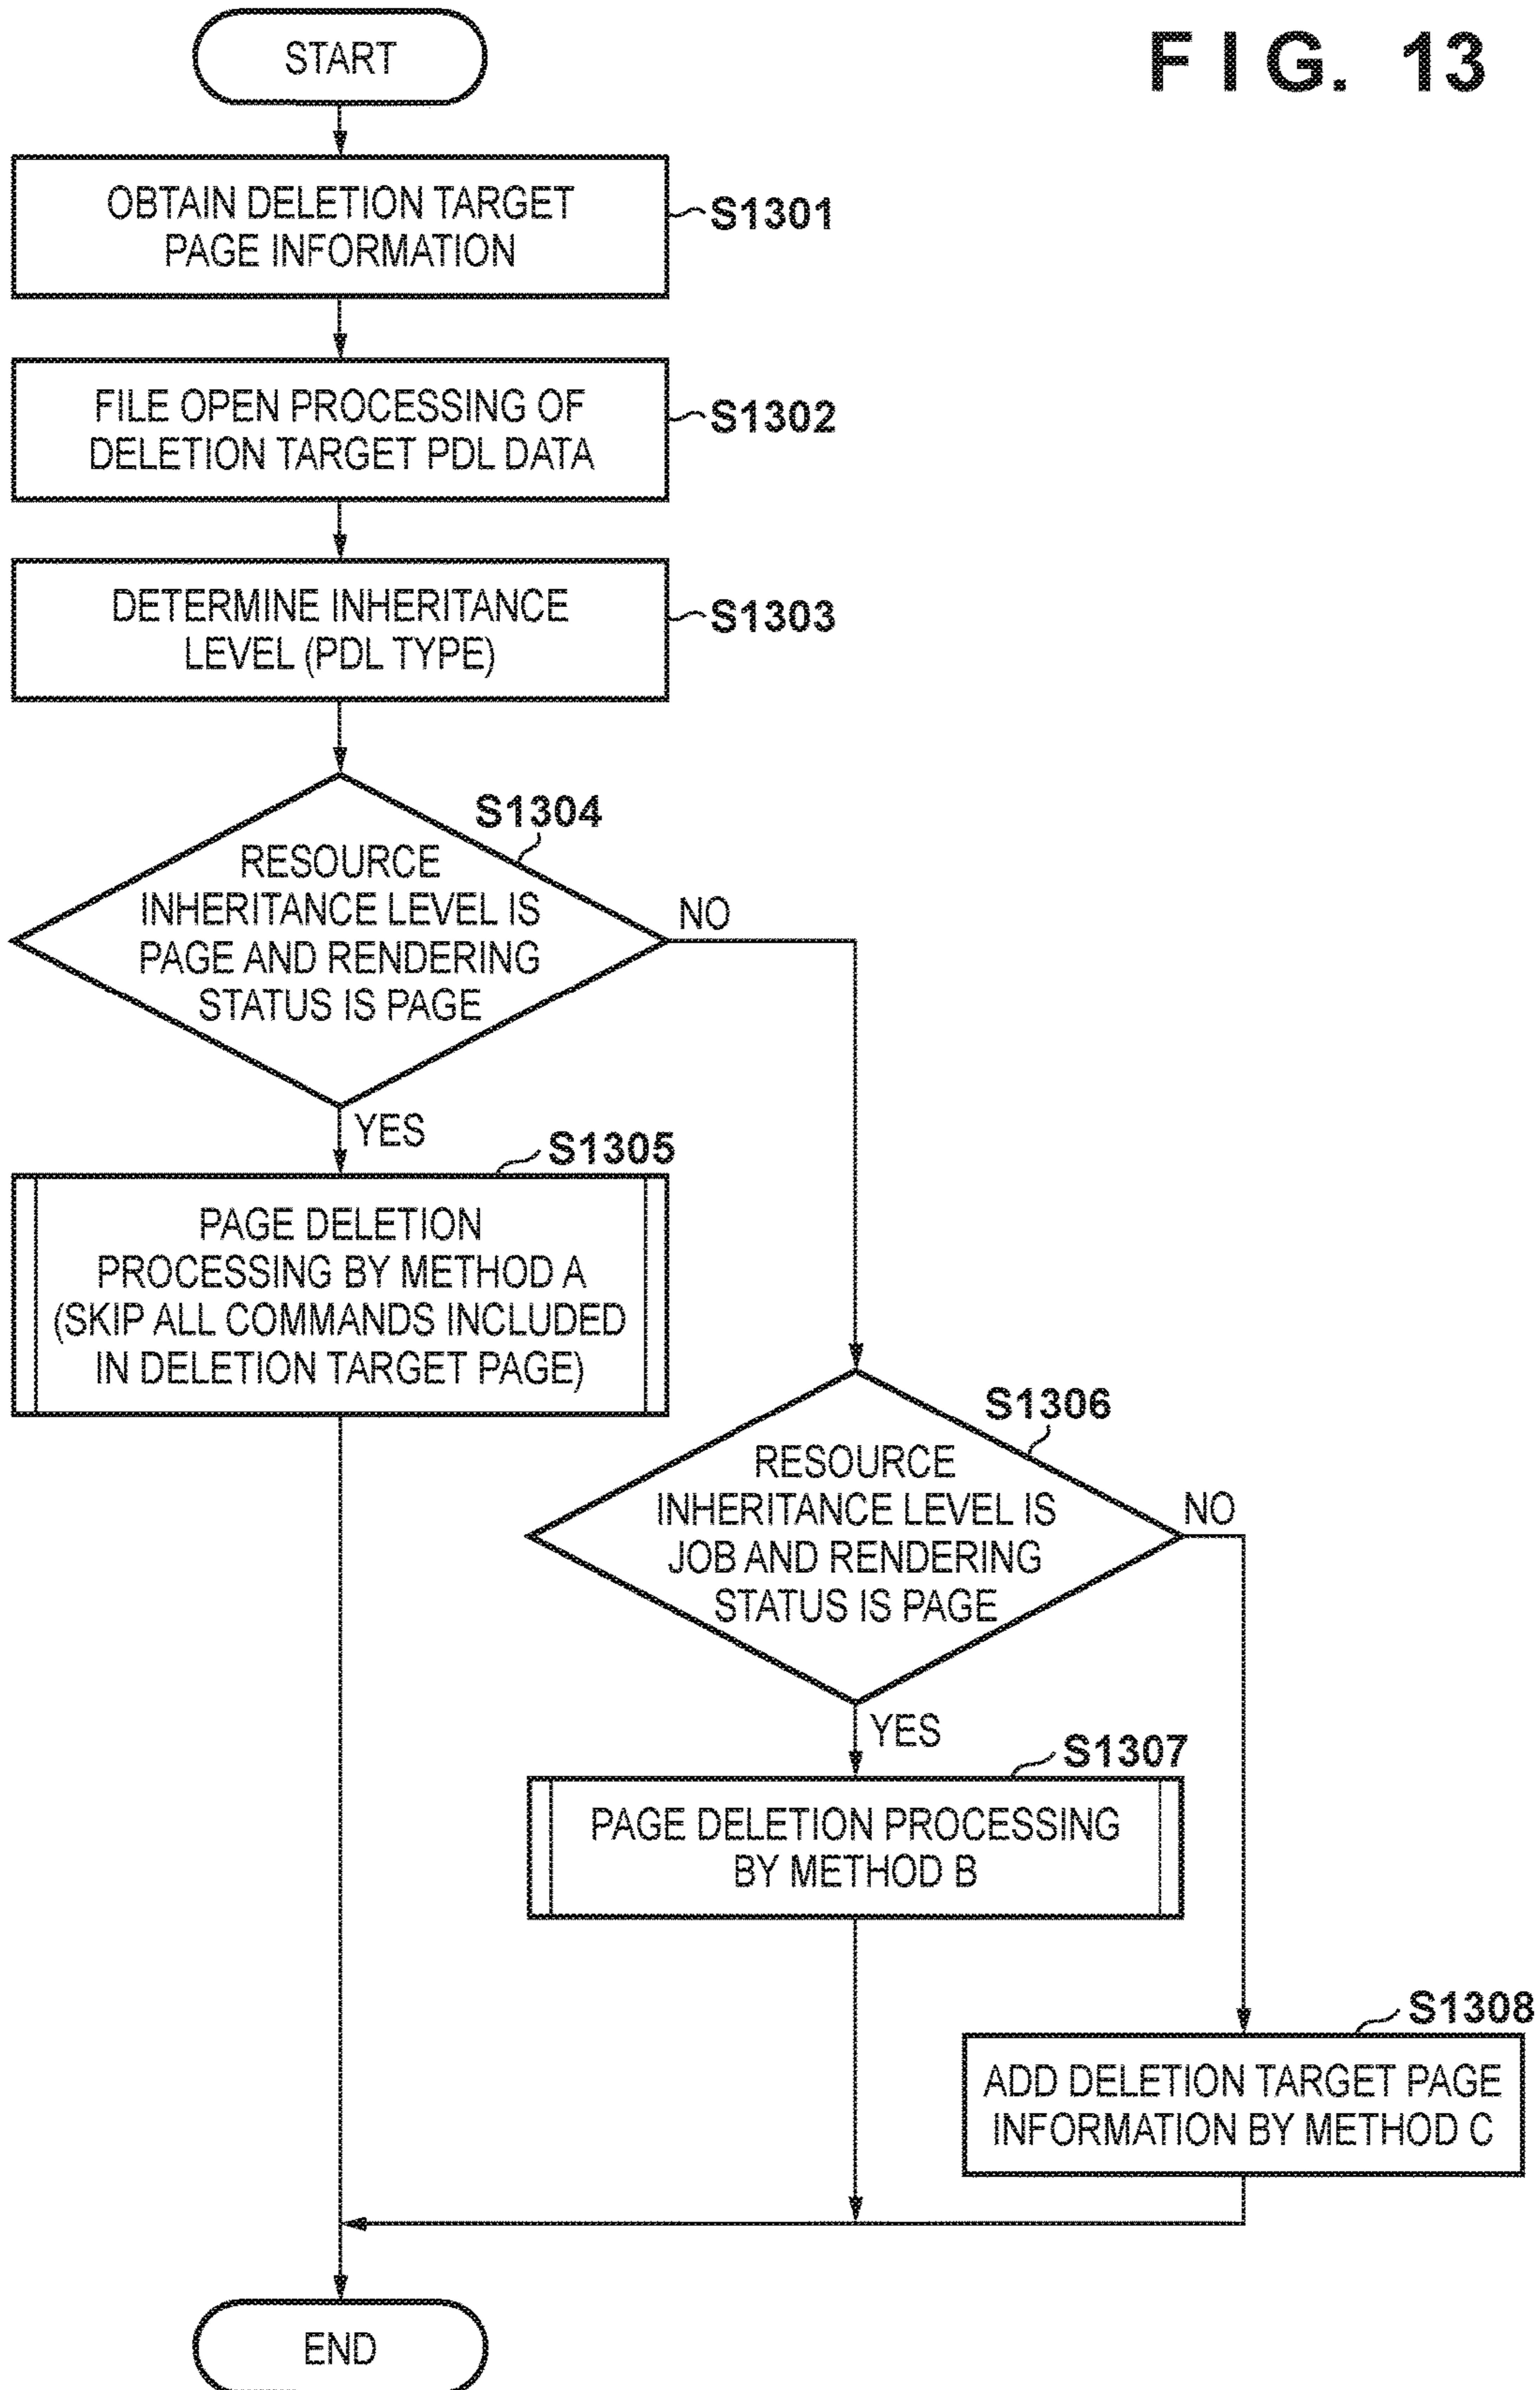 FIG. 13
START
OBTAIN DELETION TARGET
PAGE INFORMATION
S1301
FILE OPEN PROCESSING OF
DELETION TARGET PDL DATA
S1302
DETERMINE INHERITANCE
LEVEL (PDL TYPE)
S1303
S1304
RESOURCE
INHERITANCE LEVEL IS
PAGE AND RENDERING
STATUS IS PAGE
NO
YES
S1305
PAGE DELETION
PROCESSING BY METHOD A
(SKIP ALL COMMANDS INCLUDED
IN DELETION TARGET PAGE)
S1306
RESOURCE
INHERITANCE LEVEL IS
JOB AND RENDERING
STATUS IS PAGE
NO
YES
S1307
PAGE DELETION PROCESSING
BY METHOD B
S1308
ADD DELETION TARGET PAGE
INFORMATION BY METHOD C
END